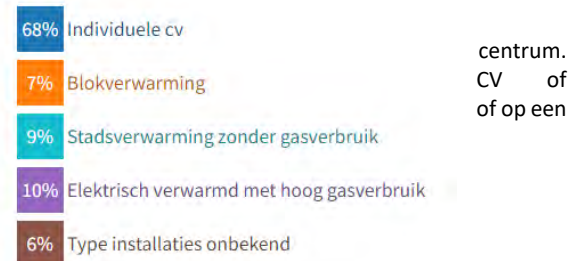 68% Individuele cv
7% Blokverwarming
9% Stadsverwarming zonder gasverbruik
10% Elektrisch verwarmd met hoog gasverbruik
6% Type installaties onbekend
centrum.
CV of
of op een